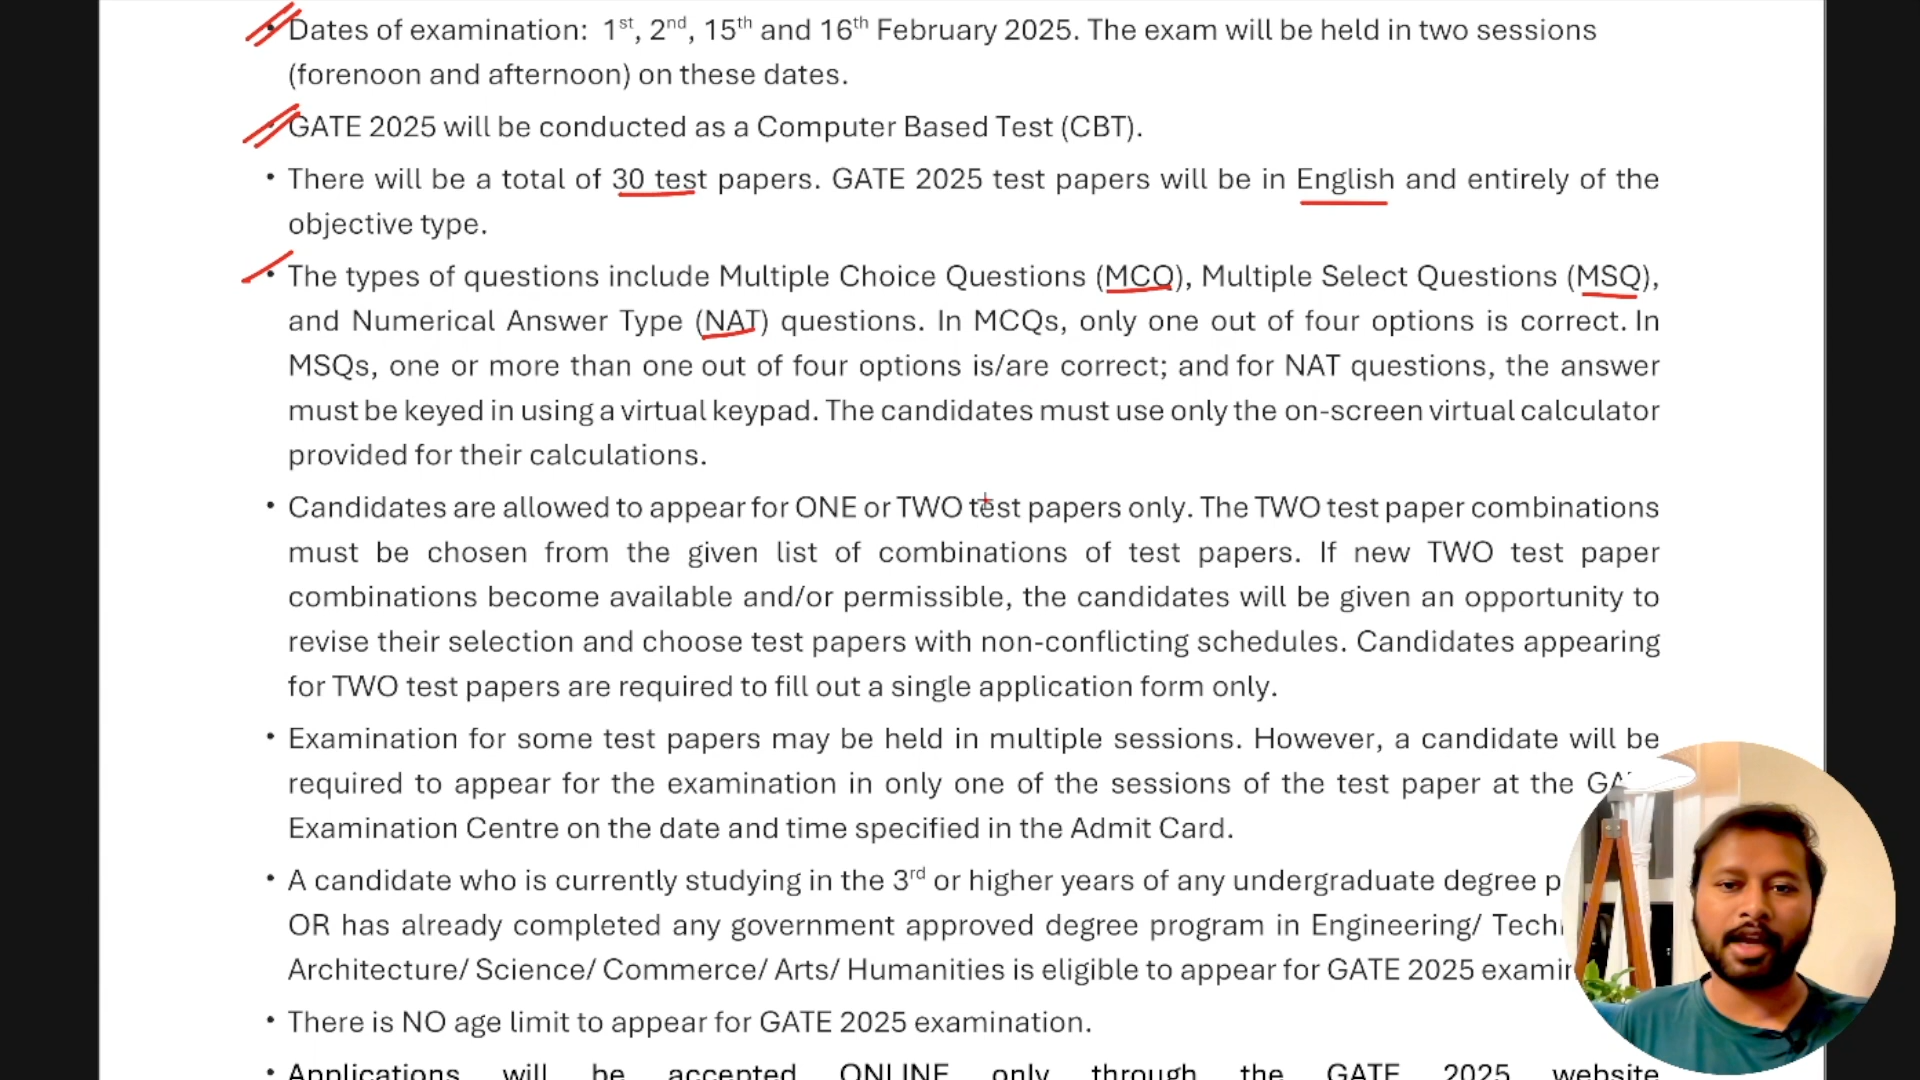 • Dates of examination: 1st, 2nd, 15th and 16th February 2025. The exam will be held in two sessions
(forenoon and afternoon) on these dates.
• GATE 2025 will be conducted as a Computer Based Test (CBT).
• There will be a total of 30 test papers. GATE 2025 test papers will be in English and entirely of the
objective type.
• The types of questions include Multiple Choice Questions (MCQ), Multiple Select Questions (MSQ),
and Numerical Answer Type (NAT) questions. In MCQs, only one out of four options is correct. In
MSQs, one or more than one out of four options is/are correct; and for NAT questions, the answer
must be keyed in using a virtual keypad. The candidates must use only the on-screen virtual calculator
provided for their calculations.
• Candidates are allowed to appear for ONE or TWO test papers only. The TWO test paper combinations
must be chosen from the given list of combinations of test papers. If new TWO test paper
combinations become available and/or permissible, the candidates will be given an opportunity to
revise their selection and choose test papers with non-conflicting schedules. Candidates appearing
for TWO test papers are required to fill out a single application form only.
• Examination for some test papers may be held in multiple sessions. However, a candidate will be
required to appear for the examination in only one of the sessions of the test paper at the
Examination Centre on the date and time specified in the Admit Card.
• A candidate who is currently studying in the 3rd or higher years of any undergraduate degree
OR has already completed any government approved degree program in Engineering/
Architecture/ Science/ Commerce/ Arts/ Humanities is eligible to appear for GATE 2025
• There is NO age limit to appear for GATE 2025 examination.
• Applications will be accepted ONLINE only through the GATE 2025 website